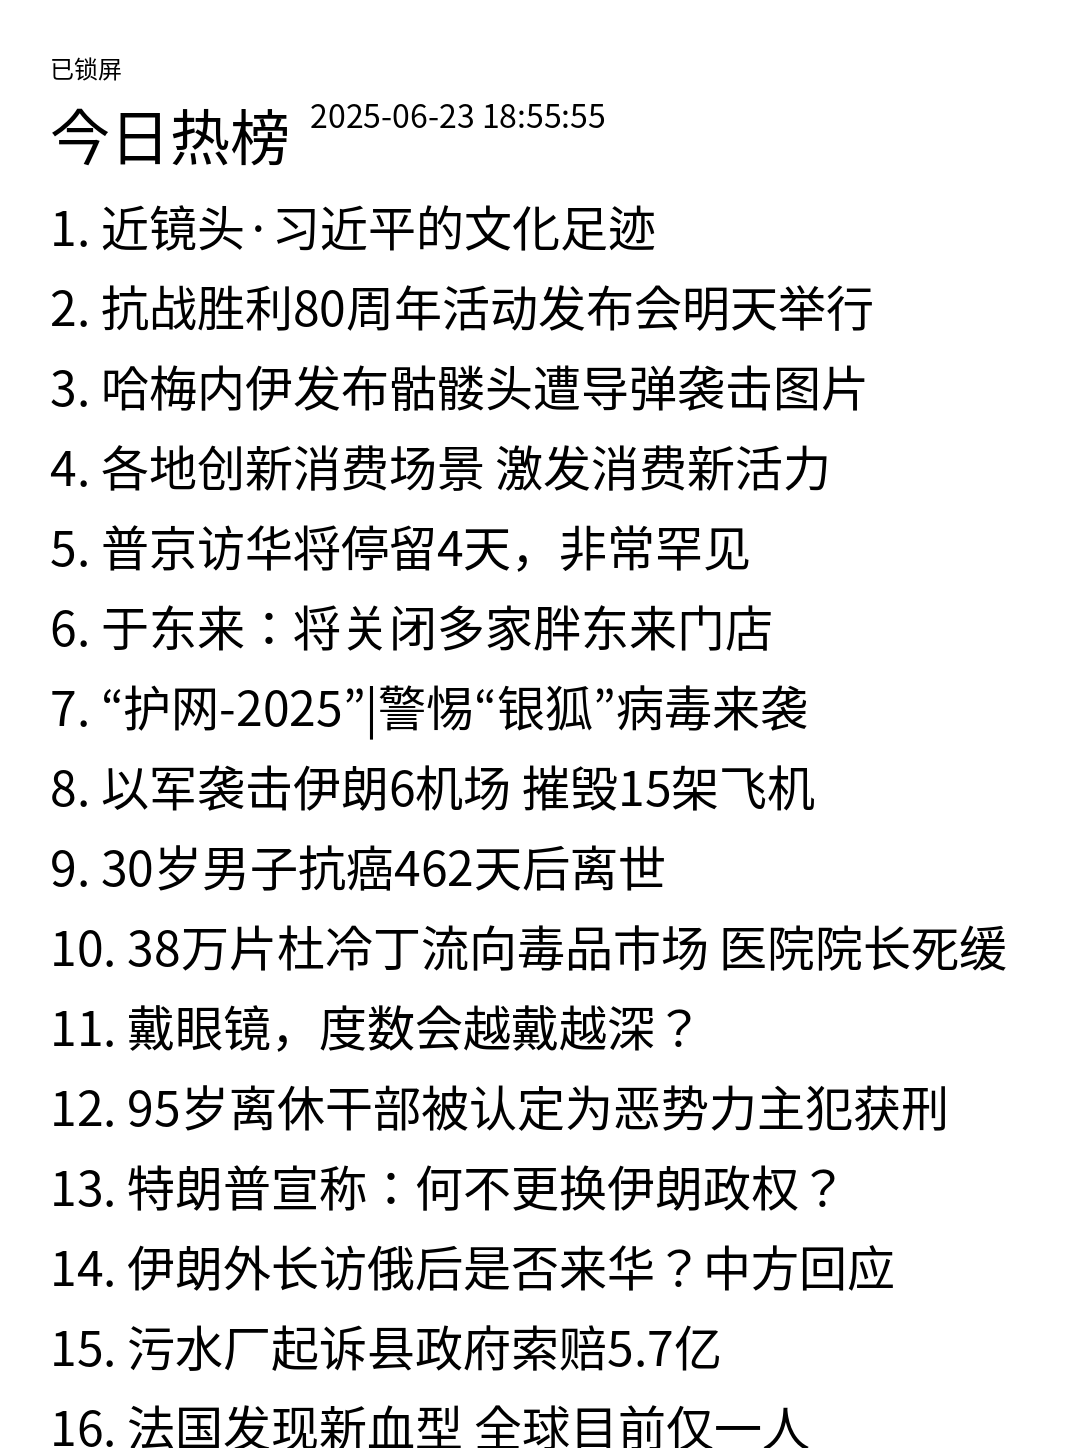 已锁屏
今日热榜 2025-06-23 18:55:55
1. 近镜头·习近平的文化足迹
2. 抗战胜利80周年活动发布会明天举行
3. 哈梅内伊发布骷髅头遭导弹袭击图片
4. 各地创新消费场景 激发消费新活力
5. 普京访华将停留4天，非常罕见
6. 于东来：将关闭多家胖东来门店
7. “护网-2025”|警惕“银狐”病毒来袭
8. 以军袭击伊朗6机场 摧毁15架飞机
9. 30岁男子抗癌462天后离世
10. 38万片杜冷丁流向毒品市场 医院院长死缓
11. 戴眼镜，度数会越戴越深？
12. 95岁离休干部被认定为恶势力主犯获刑
13. 特朗普宣称：何不更换伊朗政权？
14. 伊朗外长访俄后是否来华？中方回应
15. 污水厂起诉县政府索赔5.7亿
16. 法国发现新血型 全球目前仅一人